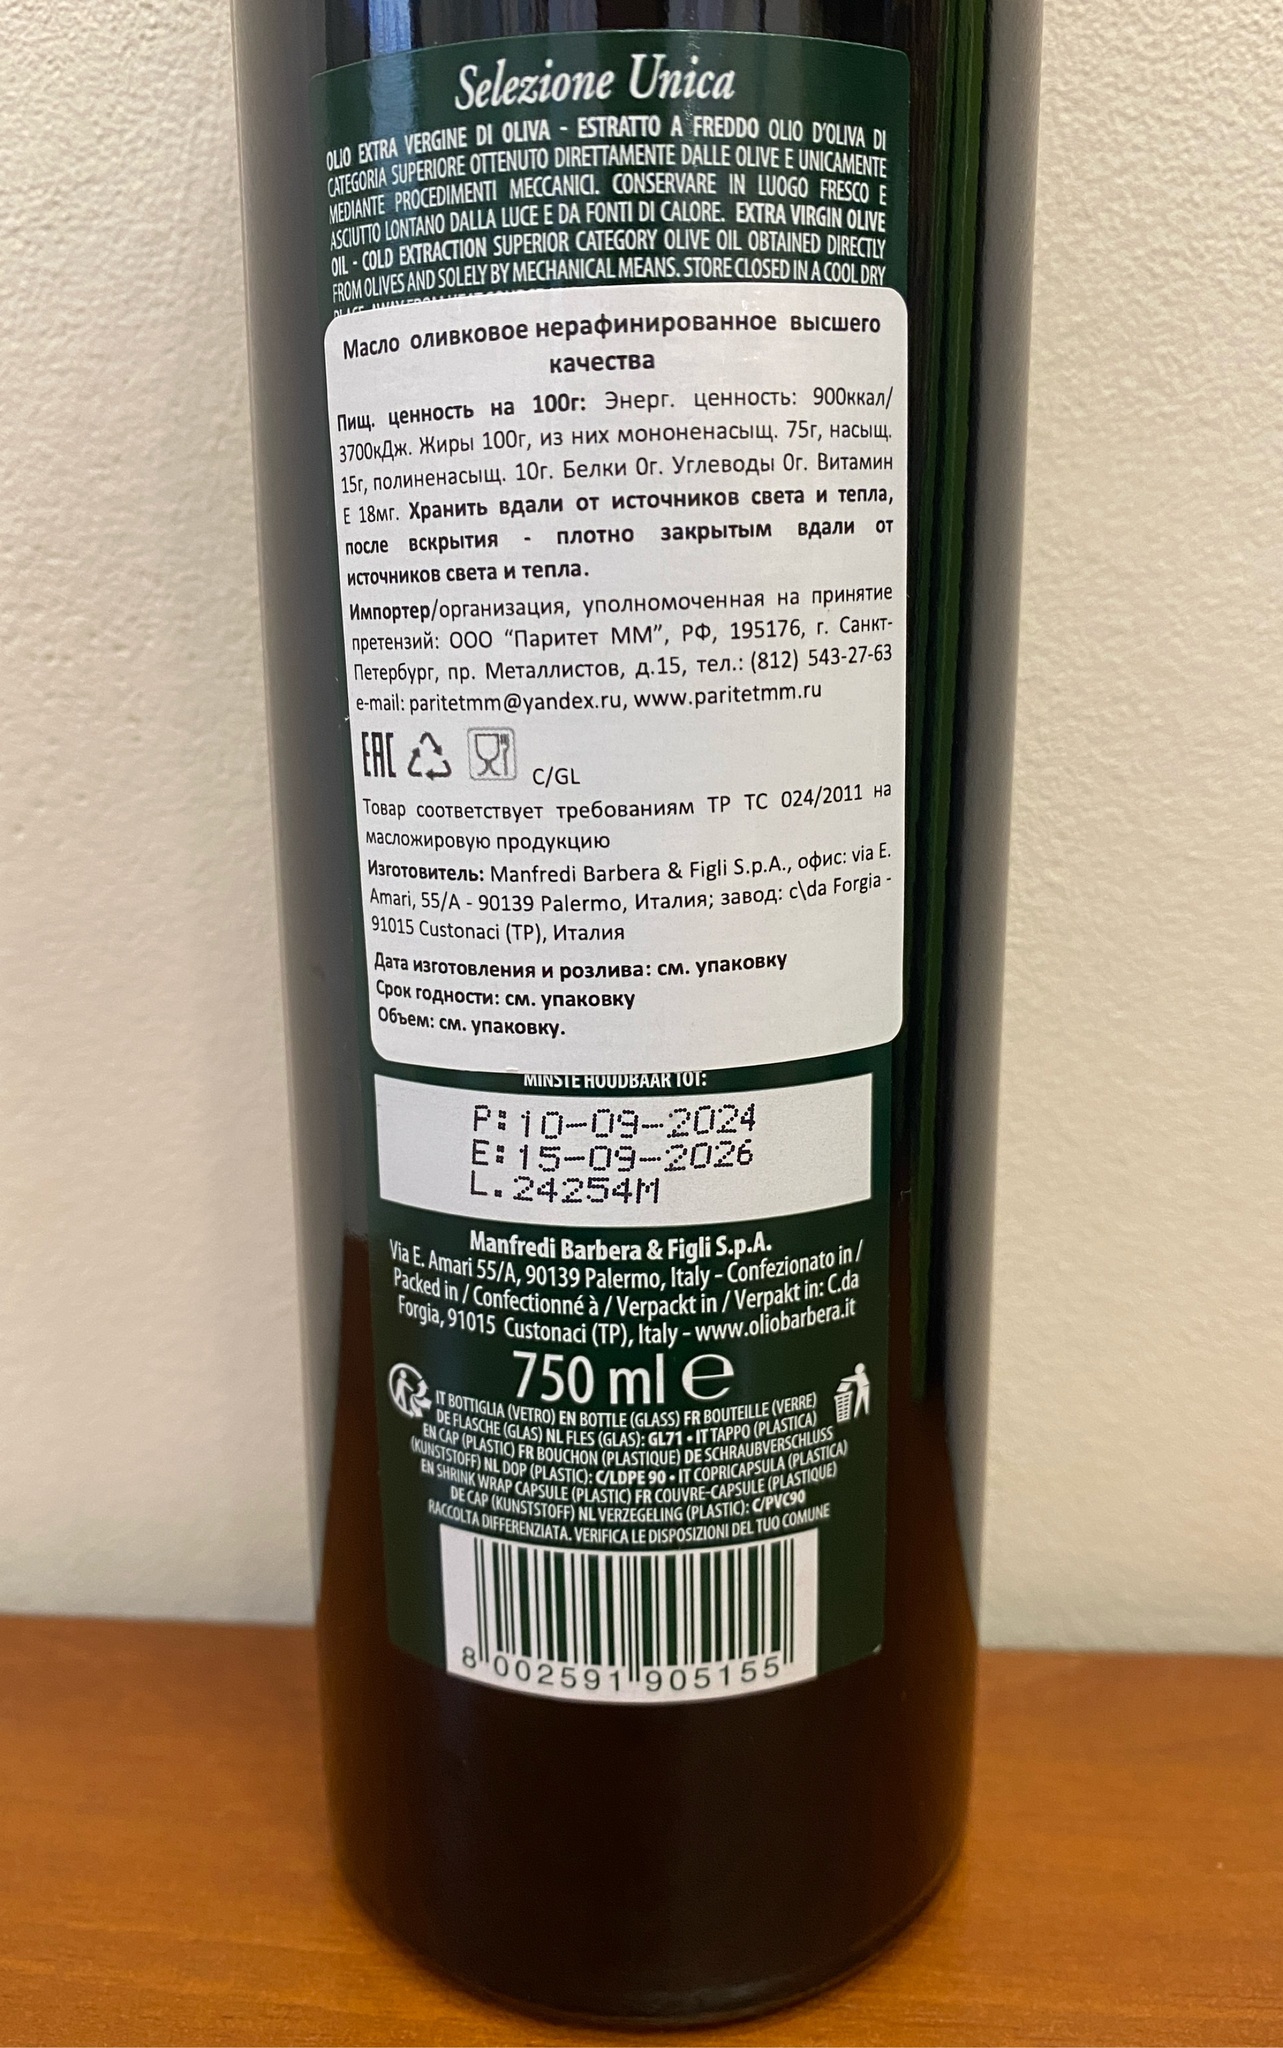 Selezione Unica
OLIO EXTRA VERGINE DI OLIVA - ESTRATTO A FREDDO OLIO D'OLIVA DI
CATEGORIA SUPERIORE OTTENUTO DIRETTAMENTE DALLE OLIVE E UNICAMENTE
MEDIANTE PROCEDIMENTI MECCANICI. CONSERVARE IN LUOGO FRESCO E
ASCIUTTO LONTANO DALLA LUCE E DA FONTI DI CALORE. EXTRA VIRGIN OLIVE
OIL - COLD EXTRACTION SUPERIOR CATEGORY OLIVE OIL OBTAINED DIRECTLY
FROM OLIVES AND SOLELY BY MECHANICAL MEANS. STORE CLOSED IN A COOL DRY
Масло оливковое нерафинированное высшего
качества
Пищ. ценность на 100г: Энерг. ценность: 900ккал/
3700кДж. Жиры 100г, из них мононенасыщ. 75г, насыщ.
15г, полиненасыщ. 10г. Белки 0г. Углеводы 0г. Витамин
Е 18мг. Хранить вдали от источников света и тепла,
после вскрытия - плотно закрытым вдали от
источников света и тепла.
Импортер/организация, уполномоченная на принятие
претензий: ООО "Паритет ММ", РФ, 195176, г. Санкт-
Петербург, пр. Металлистов, д.15, тел.: (812) 543-27-63
e-mail: paritetmm@yandex.ru, www.paritetmm.ru
ЕАС
C/GL
Товар соответствует требованиям ТР ТС 024/2011 на
масложировую продукцию
Изготовитель: Manfredi Barbera & Figli S.p.A., офис: via E.
Amari, 55/A - 90139 Palermo, Италия; завод: c\da Forgia -
91015 Custonaci (TP), Италия
Дата изготовления и розлива: см. упаковку
Срок годности: см. упаковку
Объем: см. упаковку.
MINSTE HOUDBAAR TOT:
P:10-09-2024
E:15-09-2026
L.24254M
Manfredi Barbera & Figli S.p.A.
Via E. Amari 55/A, 90139 Palermo, Italy - Confezionato in /
Packed in / Confectionné à / Verpackt in / Verpakt in: C.da
Forgia, 91015 Custonaci (TP), Italy - www.oliobarbera.it
750 ml ℮
IT BOTTIGLIA (VETRO) EN BOTTLE (GLASS) FR BOUTEILLE (VERRE)
DE FLASCHE (GLAS) NL FLES (GLAS): GL71 • IT TAPPO (PLASTICA)
EN CAP (PLASTIC) FR BOUCHON (PLASTIQUE) DE SCHRAUBVERSCHLUSS
(KUNSTSTOFF) NL DOP (PLASTIC): C/LDPE 90 • IT COPRICAPSULA (PLASTICA)
EN SHRINK WRAP CAPSULE (PLASTIC) FR COUVRE-CAPSULE (PLASTIQUE)
DE CAP (KUNSTSTOFF) NL VERZEGELING (PLASTIC): C/PVC90
RACCOLTA DIFFERENZIATA. VERIFICA LE DISPOSIZIONI DEL TUO COMUNE
8 002591 905155